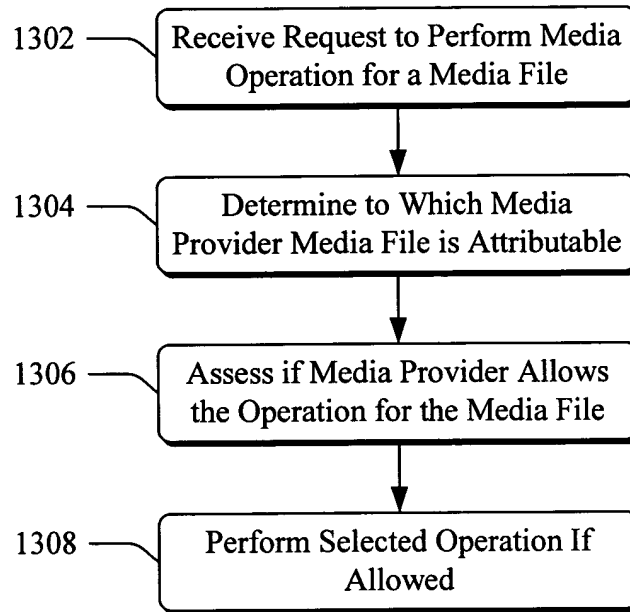 1302
Receive Request to Perform Media
Operation for a Media File
1304
Determine to Which Media
Provider Media File is Attributable
1306
Assess if Media Provider Allows
the Operation for the Media File
1308
Perform Selected Operation If
Allowed